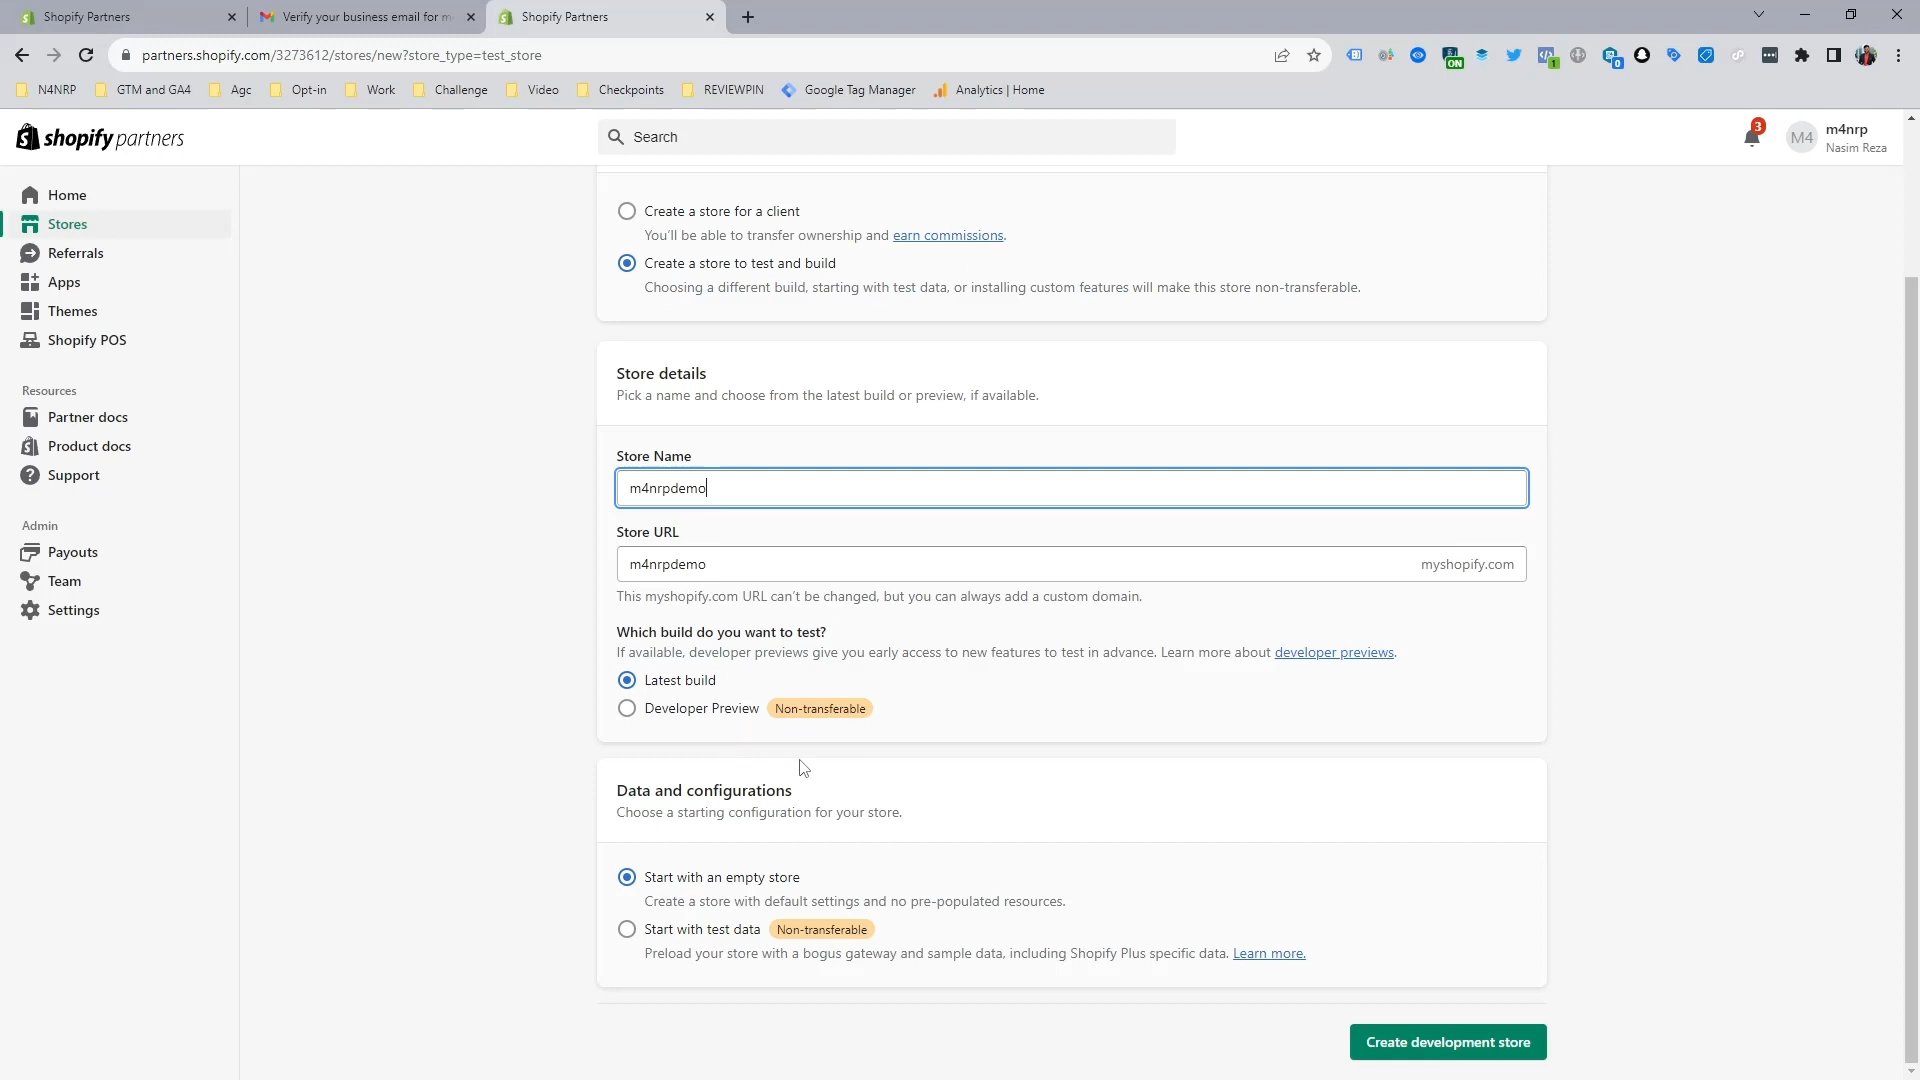 Shopify Partners
Verify your business email for m
Shopify Partners
partners.shopify.com/3273612/stores/new?store_type=test_store
ON
1
0
N4NRP
GTM and GA4
Agc
Opt-in
Work
Challenge
Video
Checkpoints
REVIEWPIN
Google Tag Manager
Analytics | Home
shopify partners
Search
3
M4
m4nrp
Nasim Reza
Home
Stores
Referrals
Apps
Themes
Shopify POS
Resources
Partner docs
Product docs
Support
Admin
Payouts
Team
Settings
Create a store for a client
You'll be able to transfer ownership and earn commissions.
Create a store to test and build
Choosing a different build, starting with test data, or installing custom features will make this store non-transferable.
Store details
Pick a name and choose from the latest build or preview, if available.
Store Name
m4nrpdemo
Store URL
m4nrpdemo
myshopify.com
This myshopify.com URL can't be changed, but you can always add a custom domain.
Which build do you want to test?
If available, developer previews give you early access to new features to test in advance. Learn more about developer previews.
Latest build
Developer Preview Non-transferable
Data and configurations
Choose a starting configuration for your store.
Start with an empty store
Create a store with default settings and no pre-populated resources.
Start with test data Non-transferable
Preload your store with a bogus gateway and sample data, including Shopify Plus specific data. Learn more.
Create development store